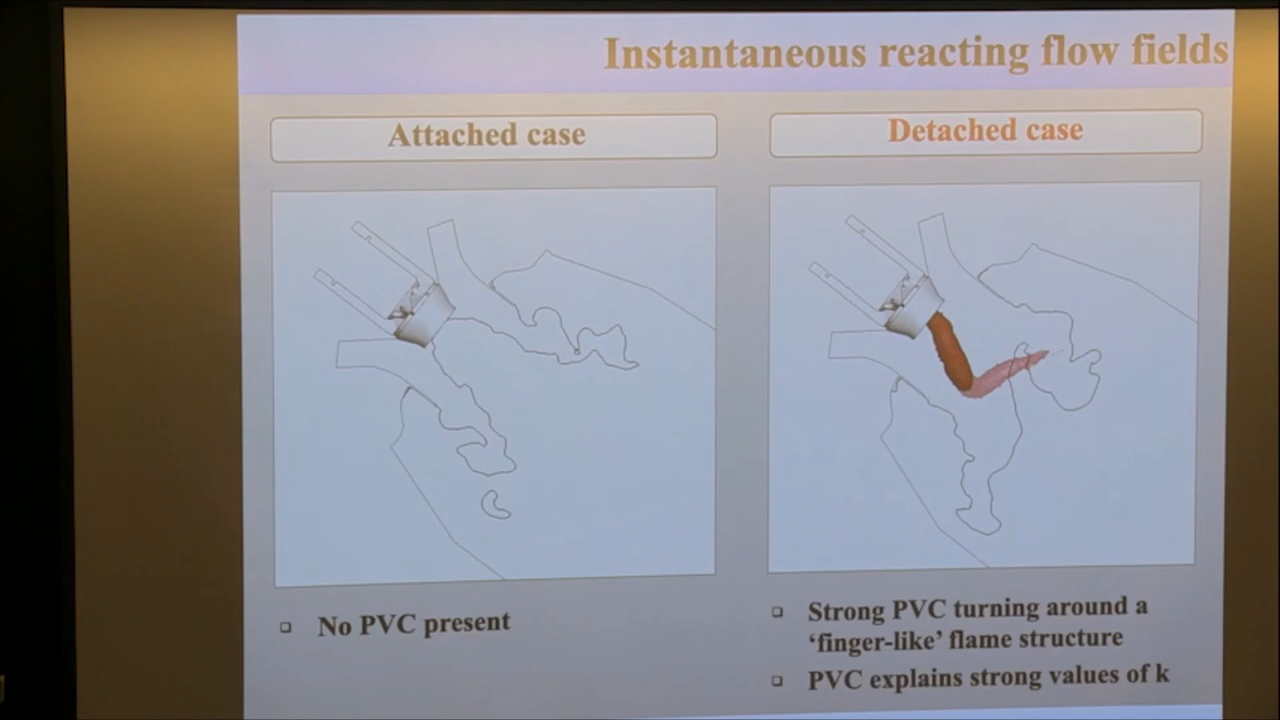 Instantaneous reacting flow fields
Attached case
Detached case
No PVC present
Strong PVC turning around a
‘finger-like’ flame structure
PVC explains strong values of k